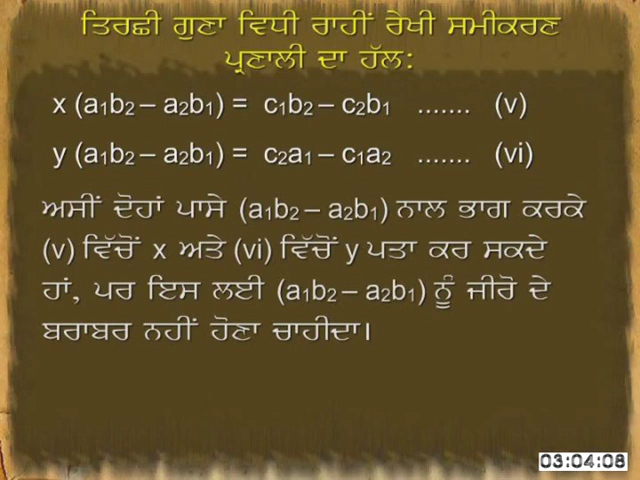 ਤਿਰਛੀ ਗੁਣਾ ਵਿਧੀ ਰਾਹੀਂ ਰੇਖੀ ਸਮੀਕਰਣ
ਪ੍ਰਣਾਲੀ ਦਾ ਹੱਲ:
x (a₁b₂ – a₂b₁) = c₁b₂ – c₂b₁ ....... (v)
y (a₁b₂ – a₂b₁) = c₂a₁ – c₁a₂ ....... (vi)
ਅਸੀਂ ਦੋਹਾਂ ਪਾਸੇ (a₁b₂ – a₂b₁) ਨਾਲ ਭਾਗ ਕਰਕੇ
(v) ਵਿੱਚੋਂ x ਅਤੇ (vi) ਵਿੱਚੋਂ y ਪਤਾ ਕਰ ਸਕਦੇ
ਹਾਂ, ਪਰ ਇਸ ਲਈ (a₁b₂ – a₂b₁) ਨੂੰ ਜੀਰੋ ਦੇ
ਬਰਾਬਰ ਨਹੀਂ ਹੋਣਾ ਚਾਹੀਦਾ।
03:04:08